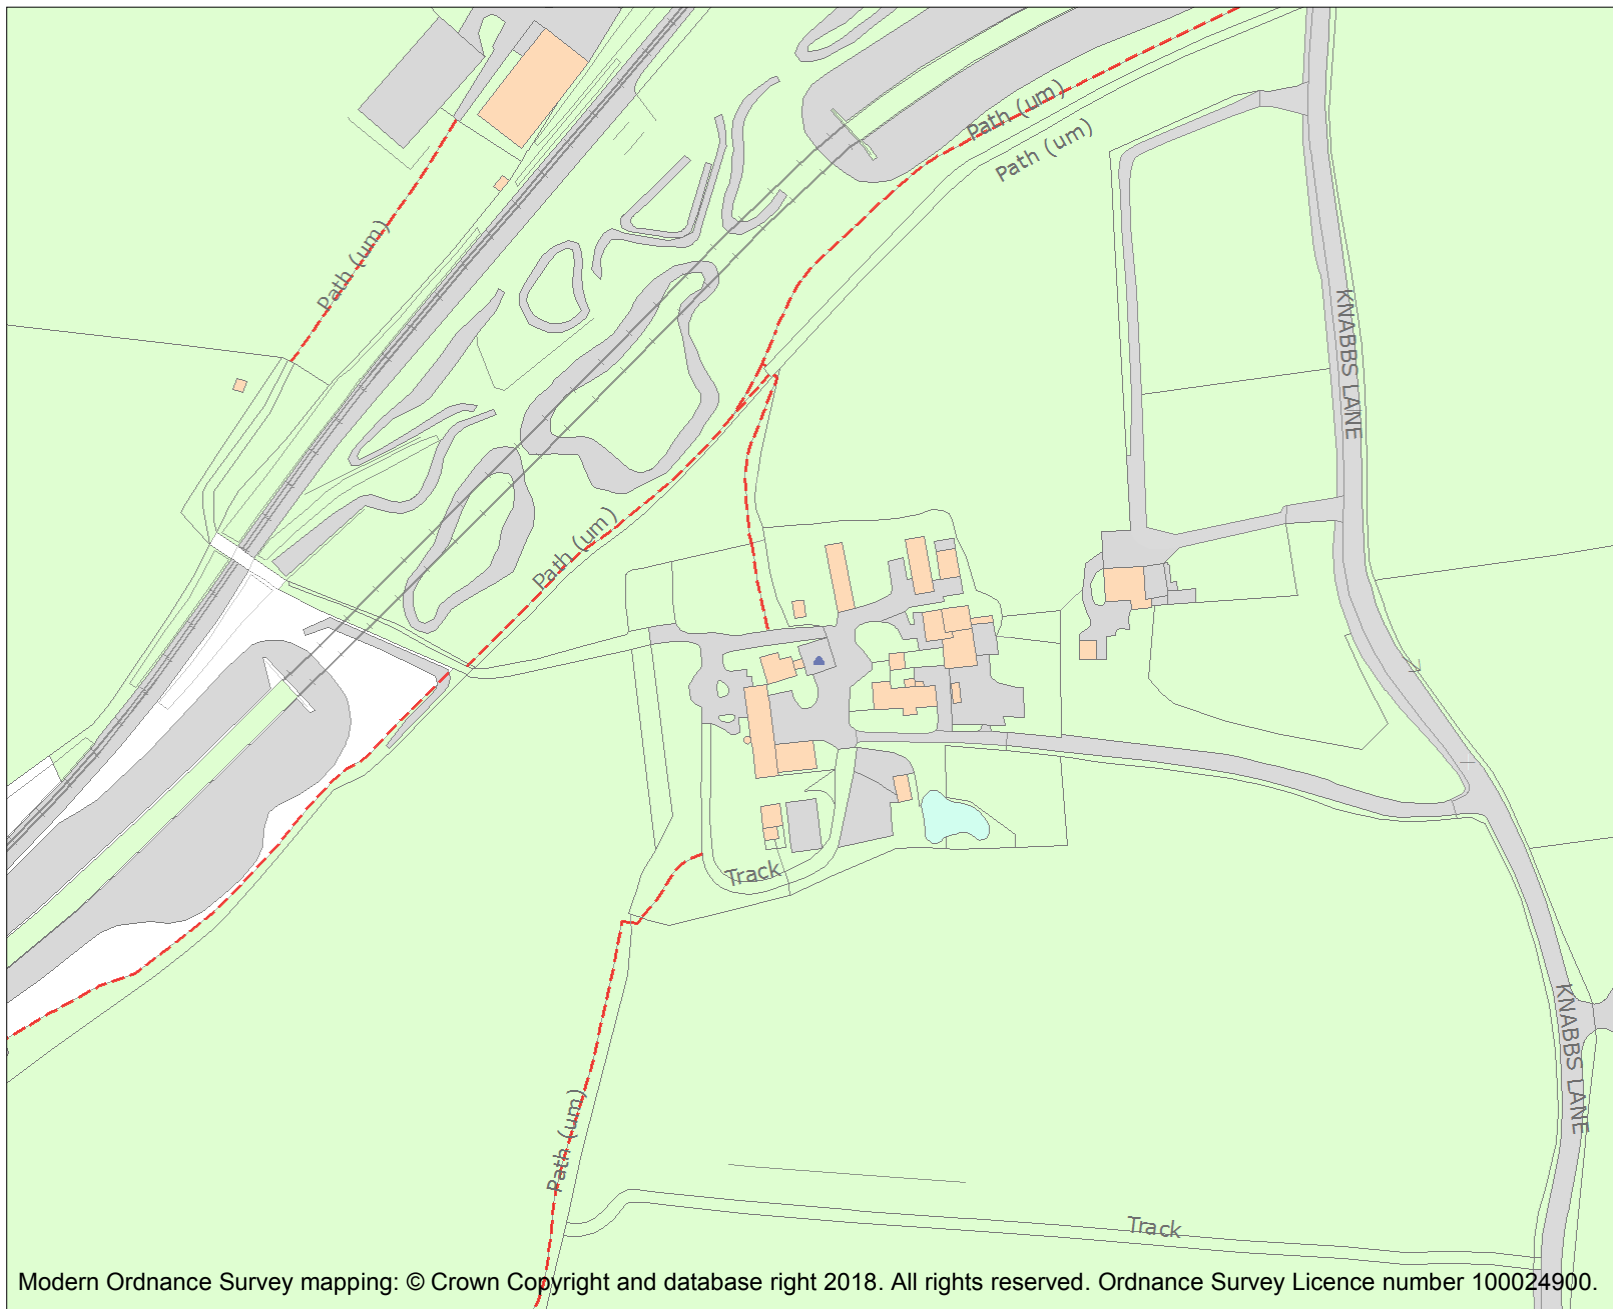 Path (um)
Path (um)
Path (um)
KNABBS LANE
Path (um)
Track
KNABBS LANE
Path (um)
Track
Modern Ordnance Survey mapping: © Crown Copyright and database right 2018. All rights reserved. Ordnance Survey Licence number 100024900.